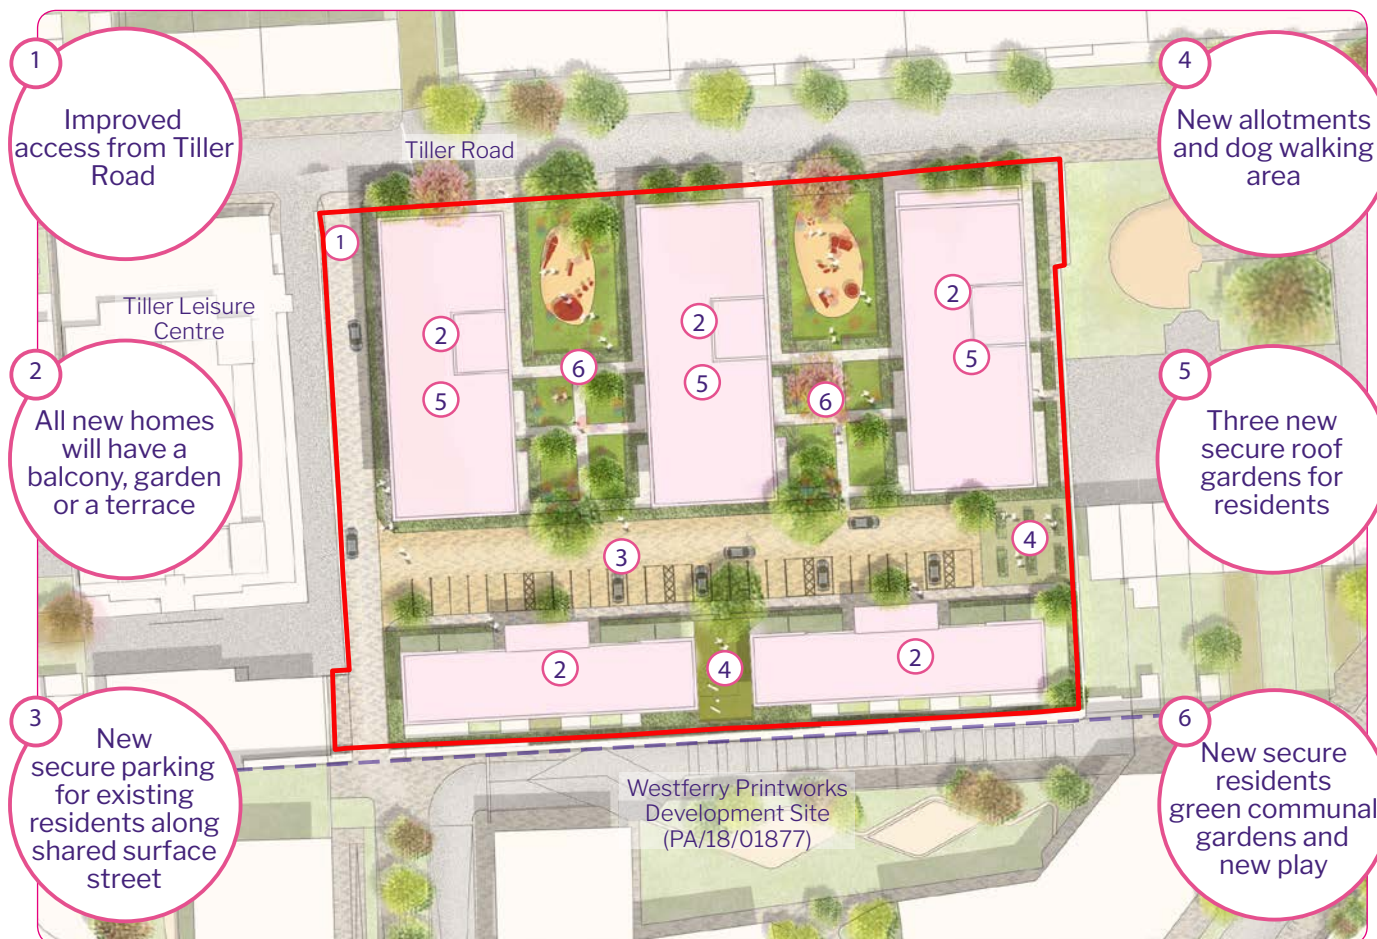 1
Improved
access from Tiller
Road
2
All new homes
will have a
balcony, garden
or a terrace
3
New
secure parking
for existing
residents along
shared surface
street
Tiller Road
Tiller Leisure
Centre
1
2
5
6
2
5
6
2
5
3
4
2
4
2
Westferry Printworks
Development Site
(PA/18/01877)
4
New allotments
and dog walking
area
5
Three new
secure roof
gardens for
residents
6
New secure
residents
green communal
gardens and
new play